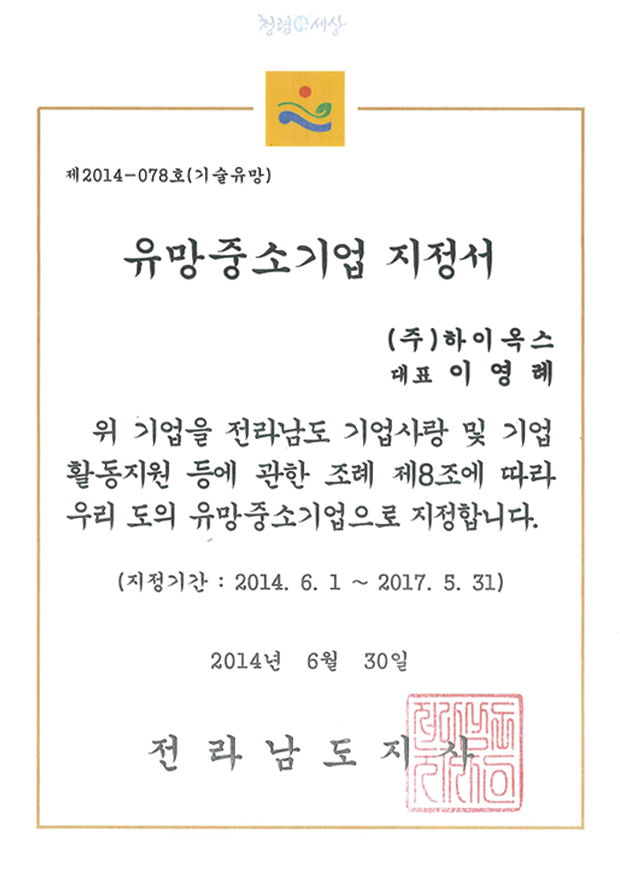 청렴 세상
제2014-078호(기술유망)
유망중소기업 지정서
(주)하이옥스
대표 이영례
위 기업을 전라남도 기업사랑 및 기업
활동지원 등에 관한 조례 제8조에 따라
우리 도의 유망중소기업으로 지정합니다.
(지정기간 : 2014. 6. 1 ~ 2017. 5. 31)
2014년 6월 30일
전라남도지사